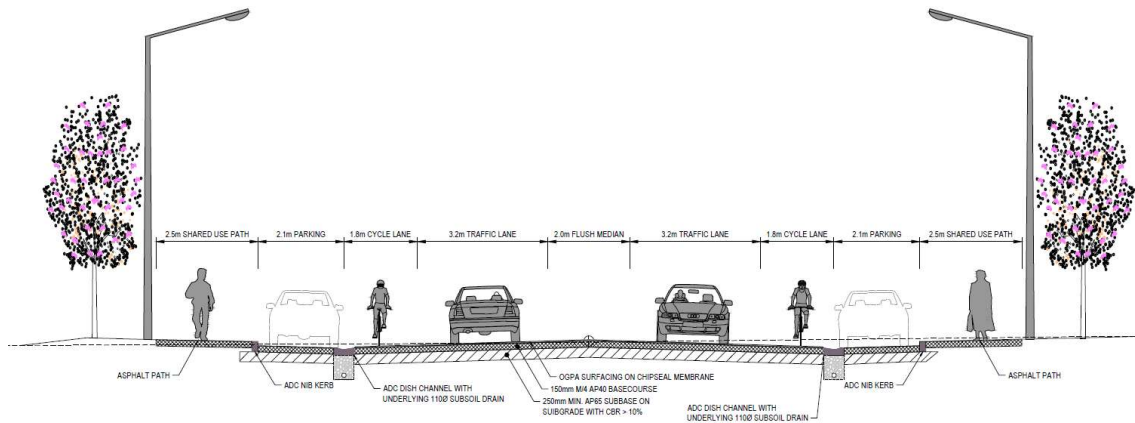 2.5m SHARED USE PATH
2.1m PARKING
1.8m CYCLE LANE
3.2m TRAFFIC LANE
2.0m FLUSH MEDIAN
3.2m TRAFFIC LANE
1.8m CYCLE LANE
2.1m PARKING
2.5m SHARED USE PATH
ASPHALT PATH
ADC NIB KERB
ADC DISH CHANNEL WITH
UNDERLYING 110Ø SUBSOIL DRAIN
OGPA SURFACING ON CHIPSEAL MEMBRANE
150mm M/4 AP40 BASECOURSE
250mm MIN. AP65 SUBBASE ON
SUIBGRADE WITH CBR > 10%
ADC DISH CHANNEL WITH
UNDERLYING 110Ø SUBSOIL DRAIN
ADC NIB KERB
ASPHALT PATH